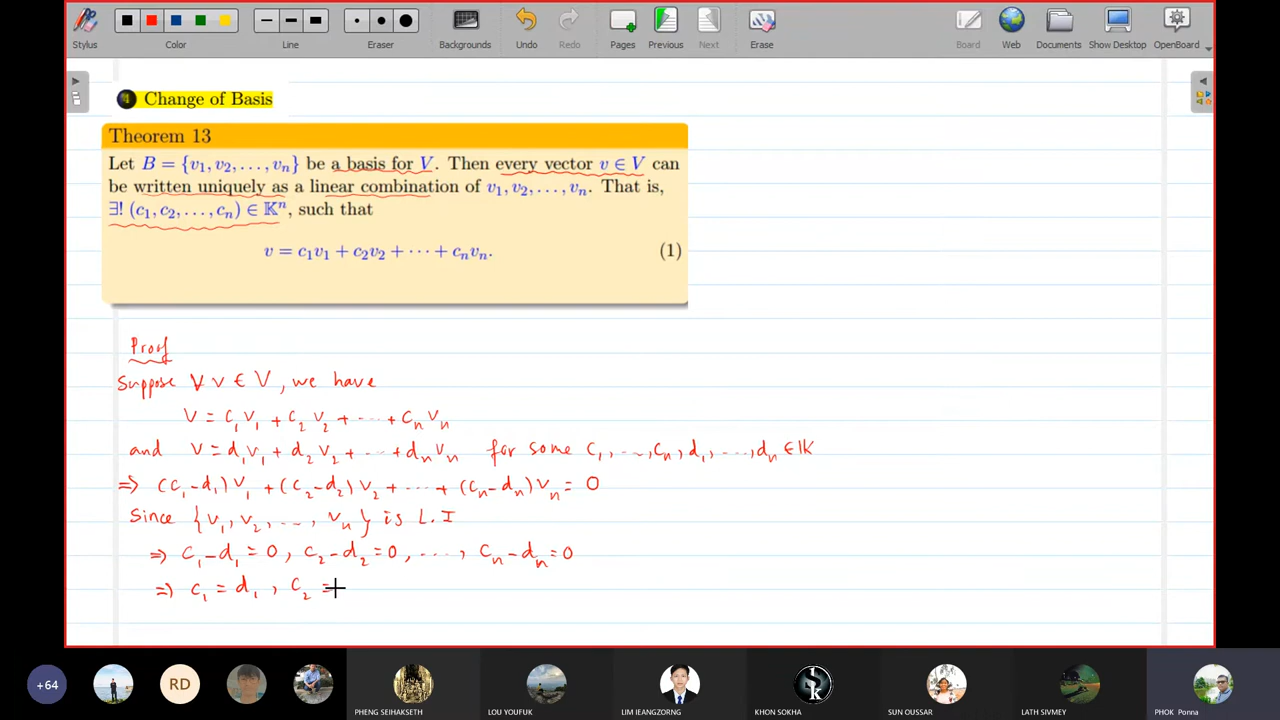 Stylus
Color
Line
Eraser
Backgrounds
Undo
Redo
Pages
Previous
Next
Erase
Board
Web
Documents
Show Desktop
OpenBoard
4 Change of Basis
Theorem 13
Let B = {v₁, v₂, . . . , vₙ} be a basis for V. Then every vector v ∈ V can
be written uniquely as a linear combination of v₁, v₂, . . . , vₙ. That is,
∃! (c₁, c₂, . . . , cₙ) ∈ 𝕂ⁿ, such that
v = c₁v₁ + c₂v₂ + · · · + cₙvₙ. (1)
Proof
Suppose ∀ v ∈ V, we have
v = c₁v₁ + c₂v₂ + ··· + cₙvₙ
and v = d₁v₁ + d₂v₂ + ··· + dₙvₙ for some c₁, ..., cₙ, d₁, ..., dₙ ∈ 𝕂
⇒ (c₁-d₁)v₁ + (c₂-d₂)v₂ + ··· + (cₙ-dₙ)vₙ = 0
Since {v₁, v₂, ..., vₙ} is L.I
⇒ c₁-d₁ = 0, c₂-d₂ = 0, ..., cₙ-dₙ = 0
⇒ c₁ = d₁, c₂ =
+64
RD
PHENG SEIHAKSETH
LOU YOUFUK
LIM IEANGZORNG
KHON SOKHA
SUN OUSSAR
LATH SIVMEY
PHOK Ponna